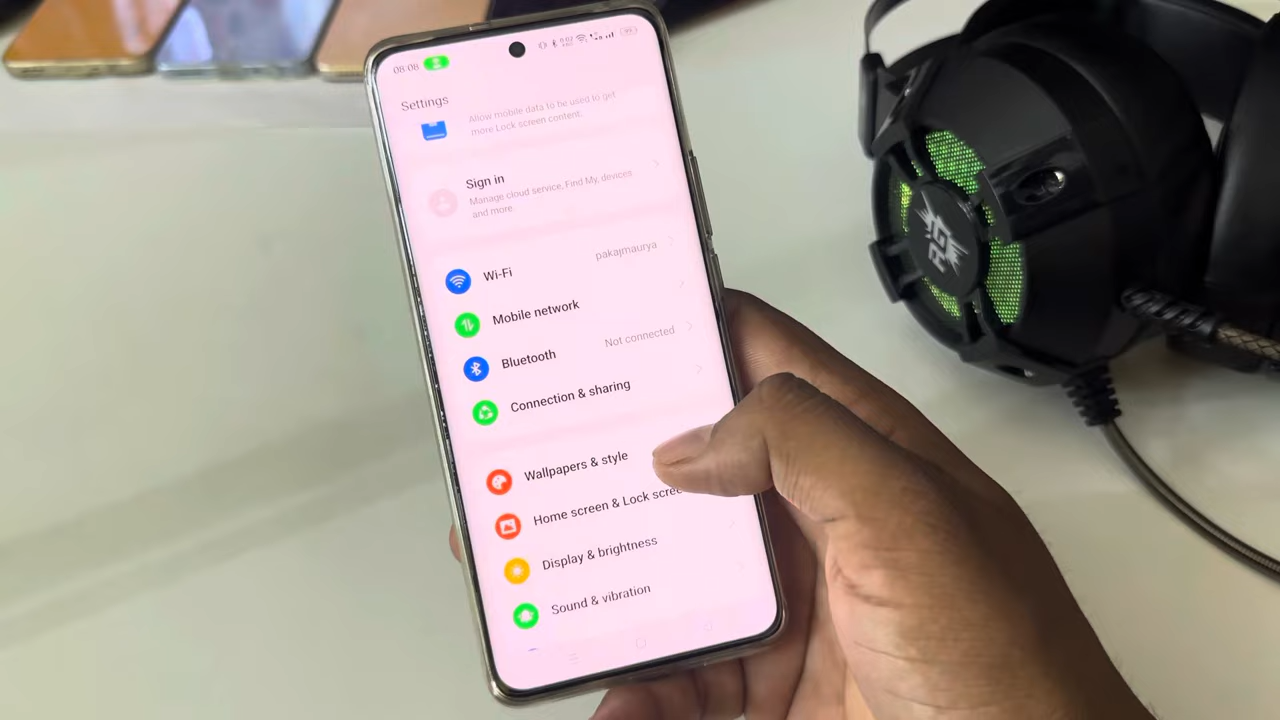 08:08
Settings
Allow mobile data to be used to get
more Lock screen content.
Sign in
Manage cloud service, Find My, devices
and more.
Wi-Fi
pakajmaurya
Mobile network
Bluetooth
Not connected
Connection & sharing
Wallpapers & style
Home screen & Lock scree
Display & brightness
Sound & vibration
RG